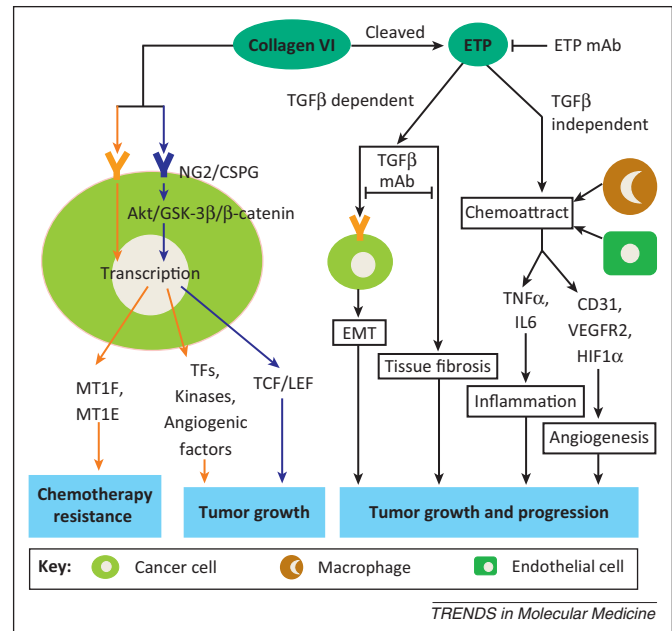 Collagen VI
Cleaved
ETP
ETP mAb
TGFβ dependent
TGFβ
independent
NG2/CSPG
TGFβ
mAb
Akt/GSK-3β/β-catenin
Chemoattract
Transcription
TNFα,
IL6
CD31,
VEGFR2,
HIF1α
EMT
MT1F,
MT1E
TFs,
Kinases,
Angiogenic
factors
TCF/LEF
Tissue fibrosis
Inflammation
Angiogenesis
Chemotherapy
resistance
Tumor growth
Tumor growth and progression
Key:
Cancer cell
Macrophage
Endothelial cell
TRENDS in Molecular Medicine